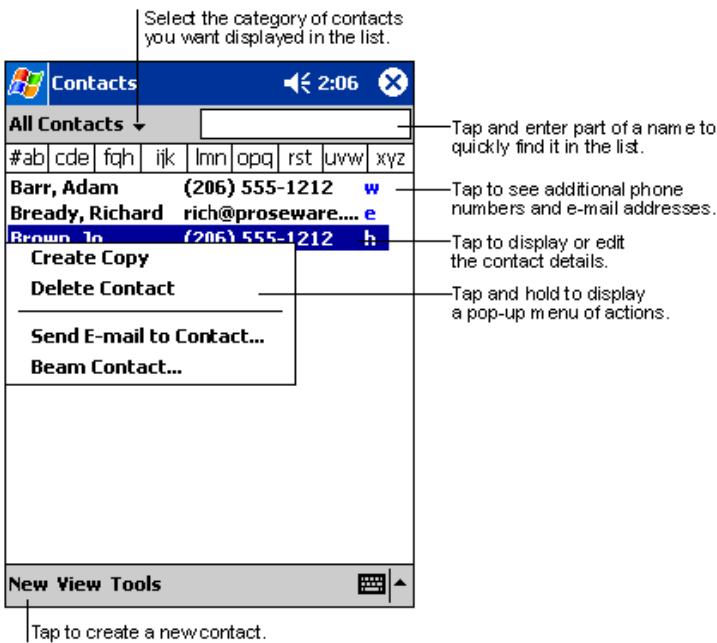 Select the category of contacts
you want displayed in the list.
Contacts 2:06
All Contacts
#ab cde fgh ijk lmn opq rst uvw xyz
Tap and enter part of a name to
quickly find it in the list.
Barr, Adam (206) 555-1212 w
Bready, Richard rich@proseware.... e
Brown, Jo (206) 555-1212 h
Tap to see additional phone
numbers and e-mail addresses.
Tap to display or edit
the contact details.
Create Copy
Delete Contact
Send E-mail to Contact...
Beam Contact...
Tap and hold to display
a pop-up menu of actions.
New View Tools
Tap to create a new contact.